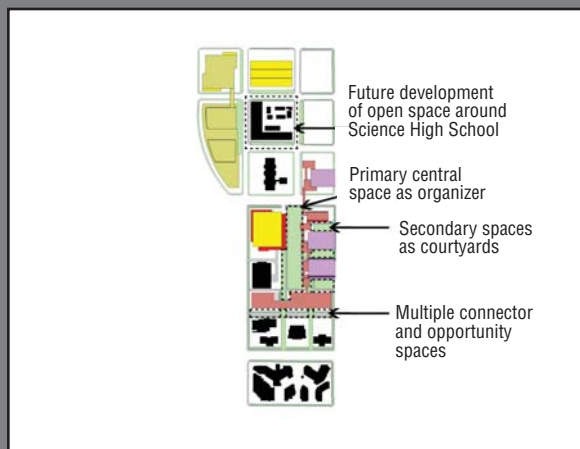 Future development
of open space around
Science High School
Primary central
space as organizer
Secondary spaces
as courtyards
Multiple connector
and opportunity
spaces